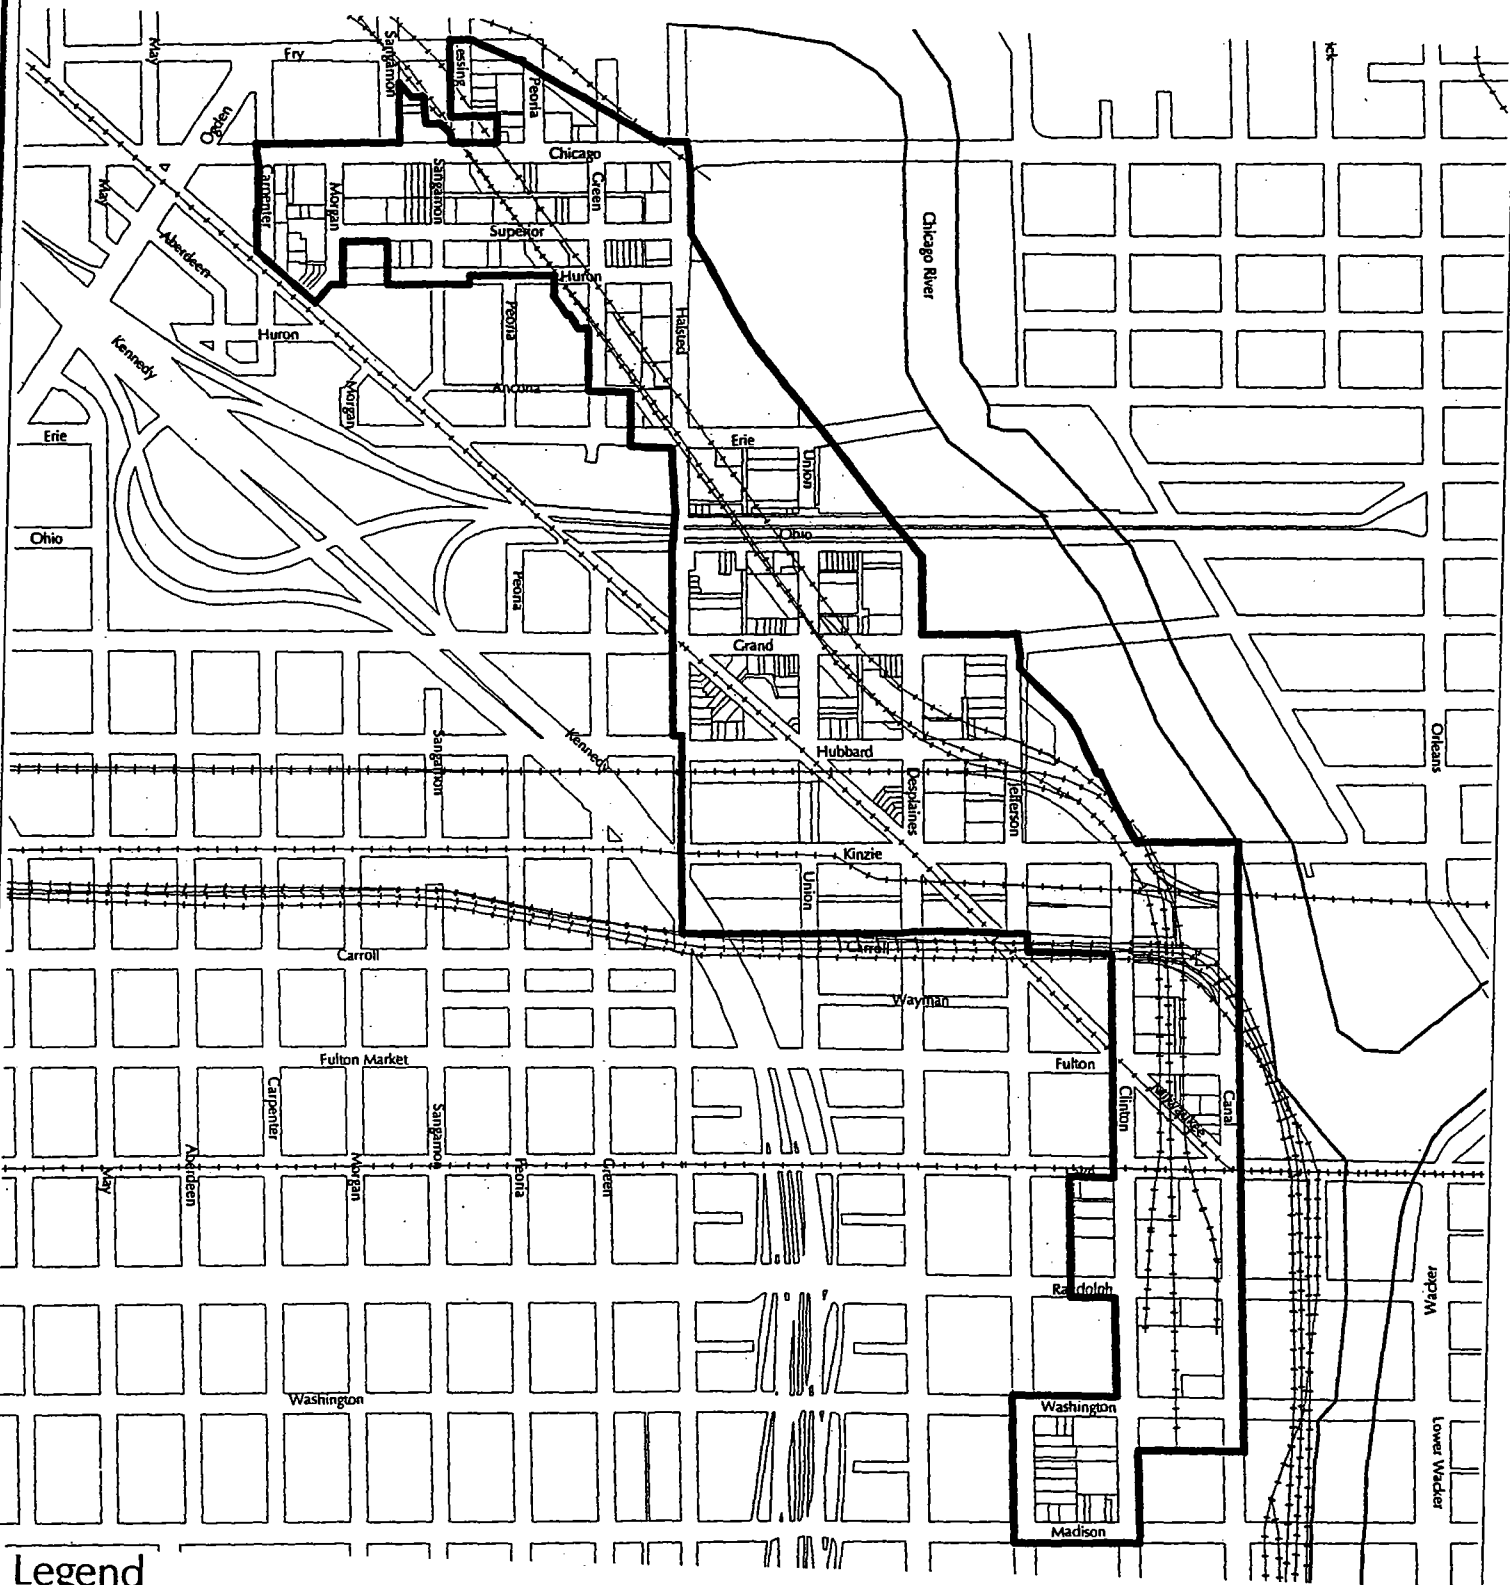 May
Fry
Sangamon
essing
Peoria
Ogden
Chicago
May
Carpenter
Morgan
Sangamon
Green
Superior
Aberdeen
Huron
Chicago River
Kennedy
Huron
Peoria
Halsted
Morgan
Ancona
Erie
Erie
Union
Ohio
Ohio
Peoria
Grand
Sangamon
Kennedy
Hubbard
Desplaines
Jefferson
Orleans
Kinzie
Union
Carroll
Carroll
Wayman
Fulton Market
Fulton
Carpenter
Sangamon
Clinton
Milwaukee
Canal
May
Aberdeen
Morgan
Peoria
Green
Randolph
Wacker
Washington
Washington
Lower Wacker
Madison
Legend